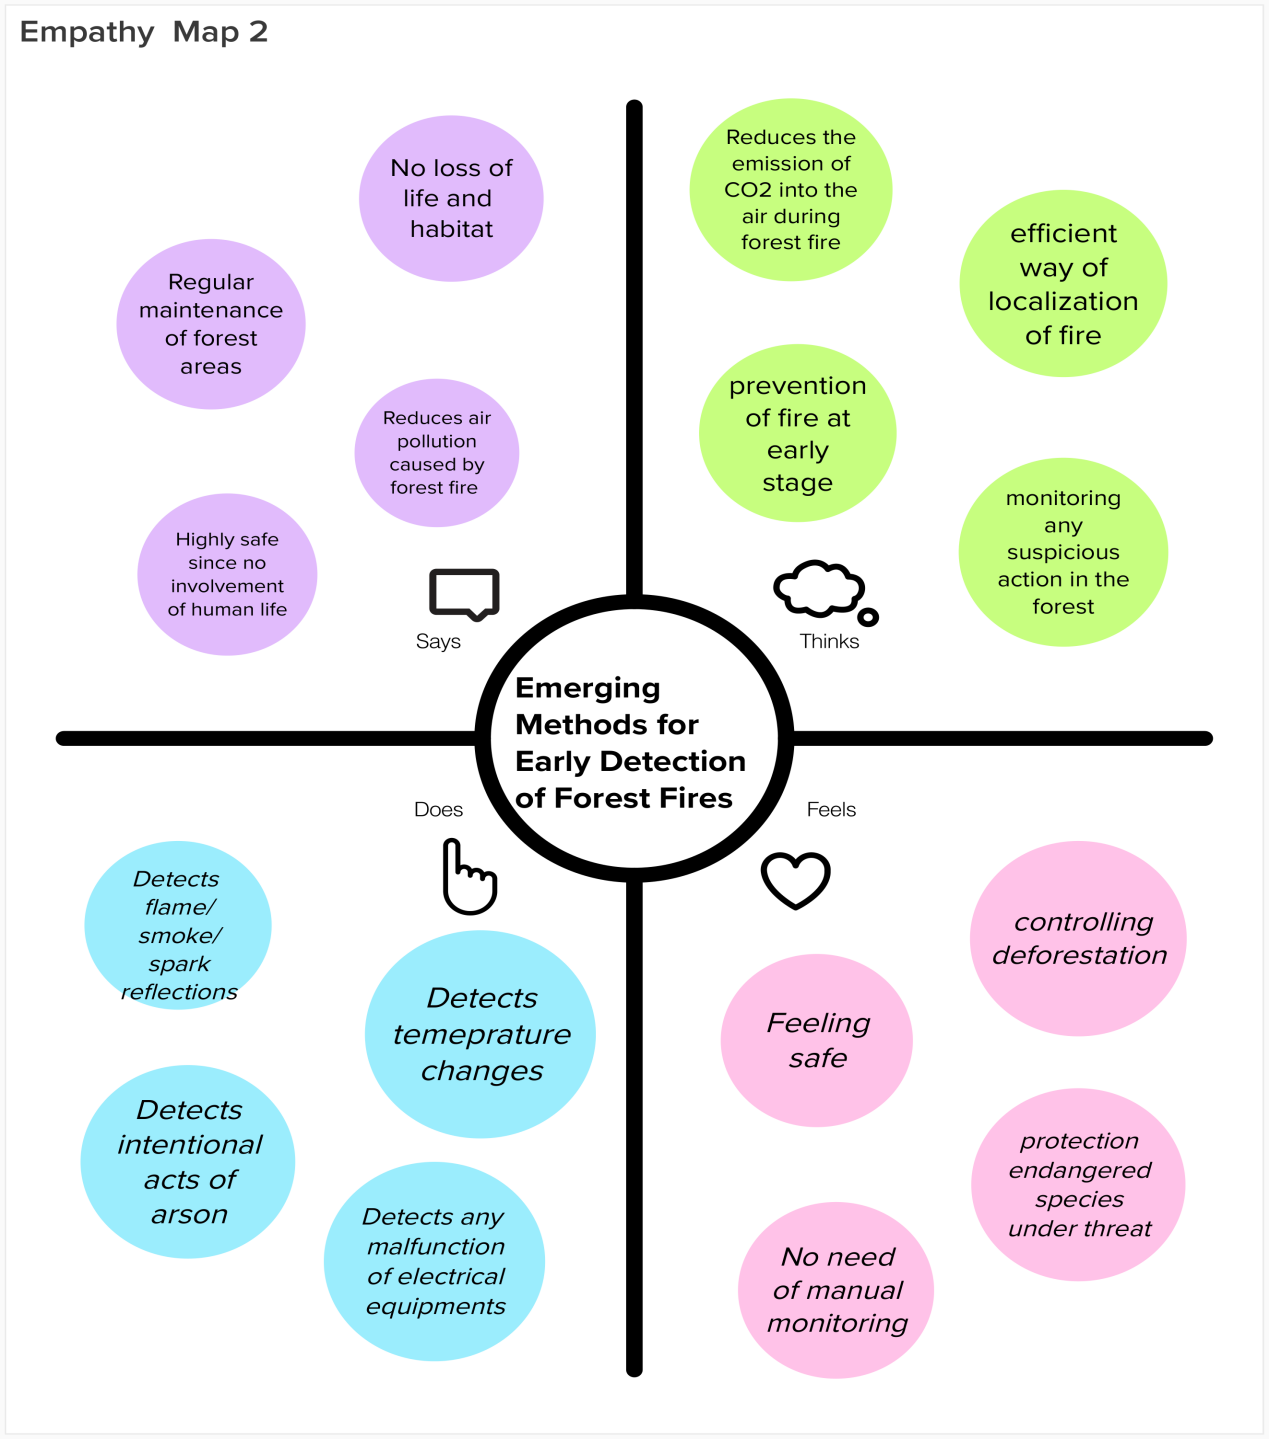 Empathy  Map 2
No loss of
life and
habitat
Regular
maintenance
of forest
areas
Reduces air
pollution
caused by
forest fire
Highly safe
since no
involvement
of human life
Says
Reduces the
emission of
CO2 into the
air during
forest fire
efficient
way of
localization
of fire
prevention
of fire at
early
stage
monitoring
any
suspicious
action in the
forest
Thinks
Emerging
Methods for
Early Detection
of Forest Fires
Does
Detects
flame/
smoke/
spark
reflections
Detects
temeprature
changes
Detects
intentional
acts of
arson
Detects any
malfunction
of electrical
equipments
Feels
controlling
deforestation
Feeling
safe
protection
endangered
species
under threat
No need
of manual
monitoring